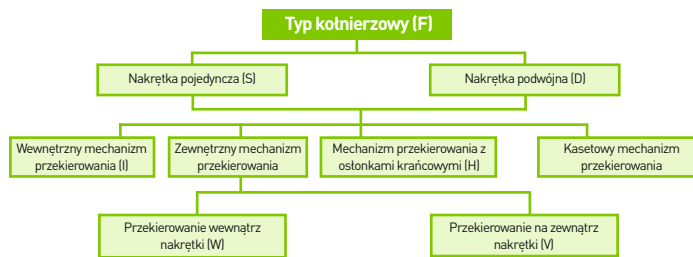 Typ kołnierzowy (F)
Nakrętka pojedyncza (S)
Nakrętka podwójna (D)
Wewnętrzny mechanizm
przekierowania (I)
Zewnętrzny mechanizm
przekierowania
Mechanizm przekierowania z
osłonkami krańcowymi (H)
Kasetowy mechanizm
przekierowania
Przekierowanie wewnątrz
nakrętki (W)
Przekierowanie na zewnątrz
nakrętki (V)